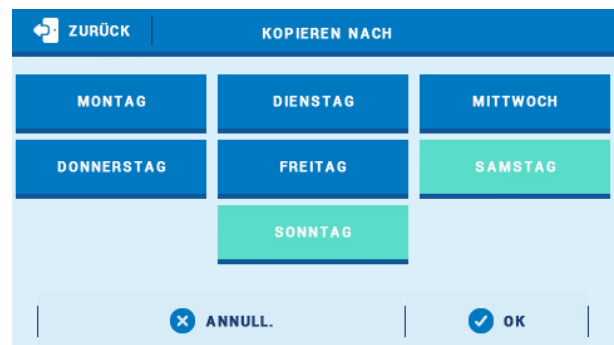 ZURÜCK KOPIEREN NACH
MONTAG DIENSTAG MITTWOCH
DONNERSTAG FREITAG SAMSTAG
SONNTAG
ANNULL. OK